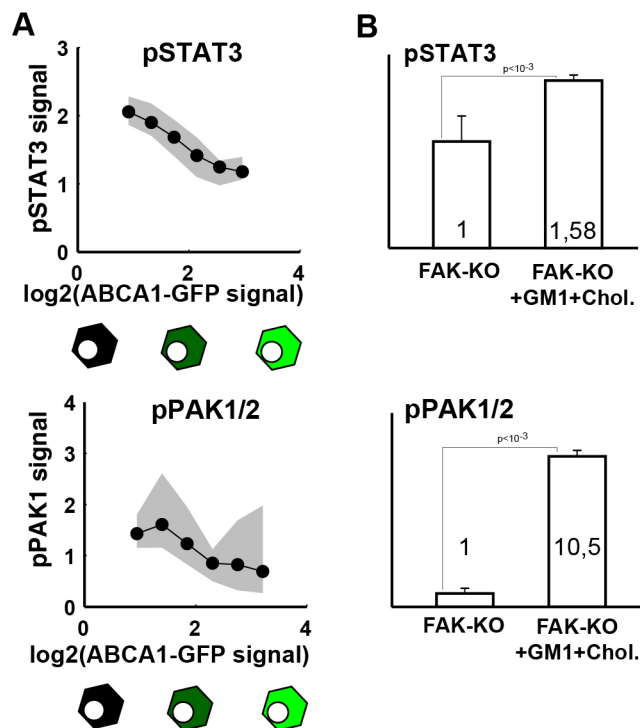 A
pSTAT3
3
2
1
0
pSTAT3 signal
0
2
4
log2(ABCA1-GFP signal)
pPAK1/2
4
3
2
1
0
pPAK1 signal
0
2
4
log2(ABCA1-GFP signal)
B
pSTAT3
p<10-3
1
1,58
FAK-KO
FAK-KO
+GM1+Chol.
pPAK1/2
p<10-3
1
10,5
FAK-KO
FAK-KO
+GM1+Chol.